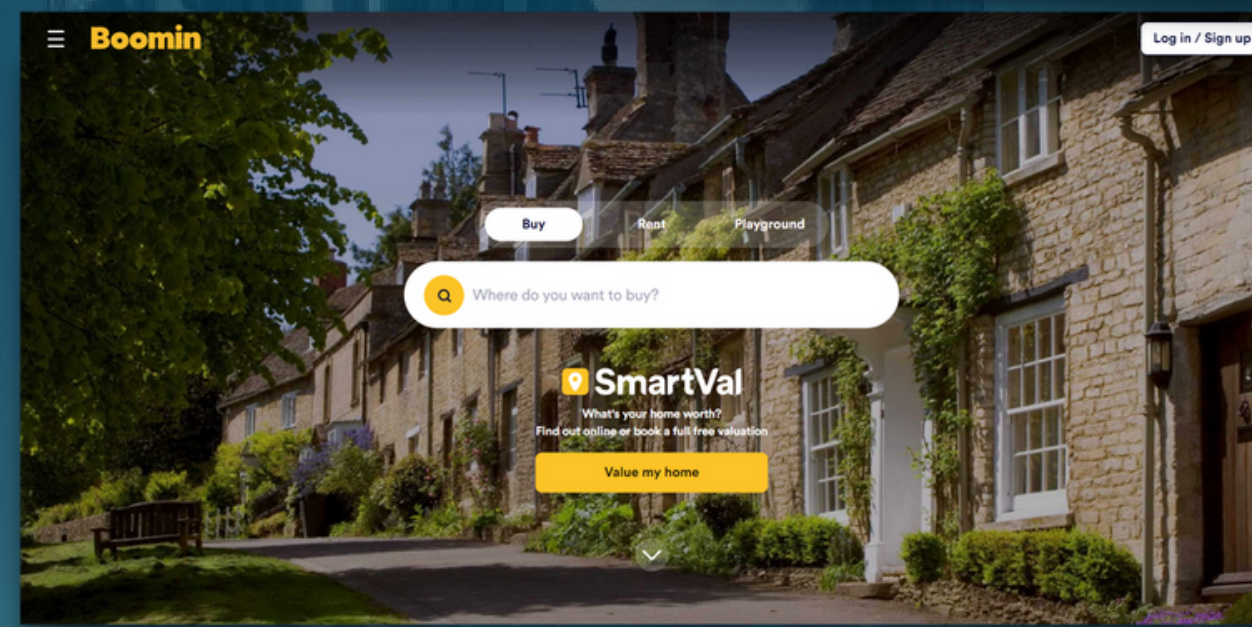 Boomin
Log in / Sign up
Buy
Rent
Playground
Where do you want to buy?
SmartVal
What's your home worth?
Find out online or book a full free valuation
Value my home